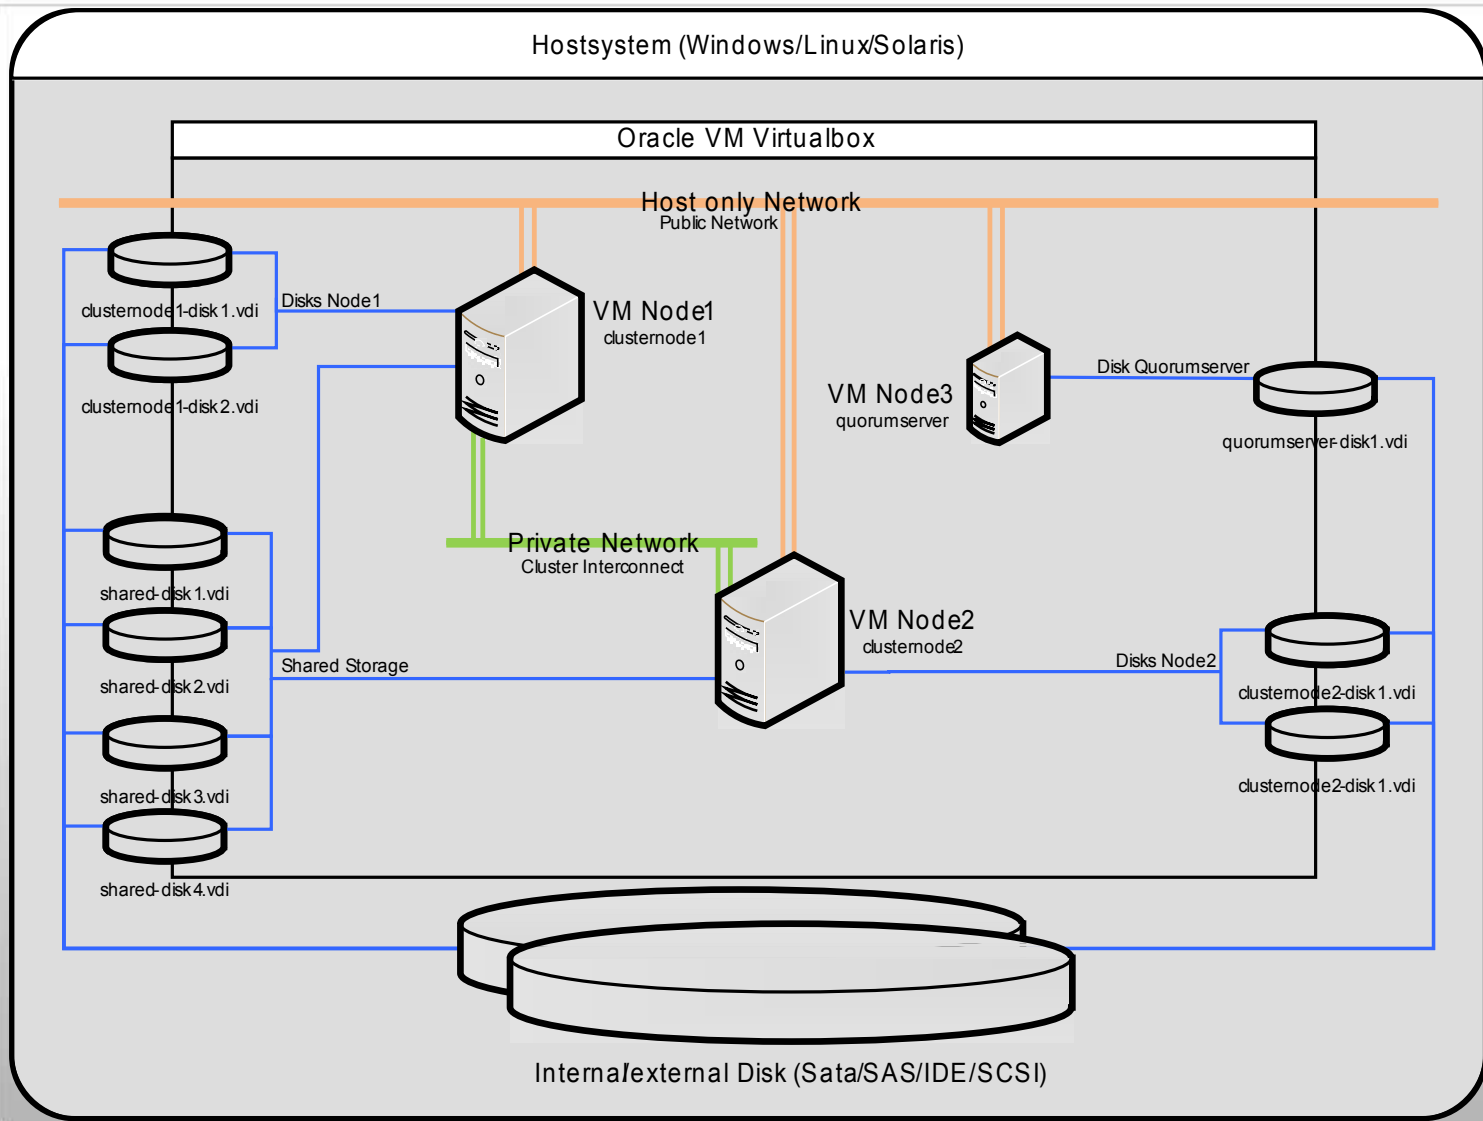 Hostsystem (Windows/Linux/Solaris)
Oracle VM Virtualbox
Host only Network
Public Network
clusternode1-disk1.vdi
Disks Node1
VM Node1
clusternode1
clusternode1-disk2.vdi
Disk Quorumserver
VM Node3
quorumserver
quorumserver-disk1.vdi
Private Network
Cluster Interconnect
shared-disk1.vdi
VM Node2
clusternode2
Shared Storage
Disks Node2
shared-disk2.vdi
clusternode2-disk1.vdi
shared-disk3.vdi
clusternode2-disk1.vdi
shared-disk4.vdi
Internal/external Disk (Sata/SAS/IDE/SCSI)